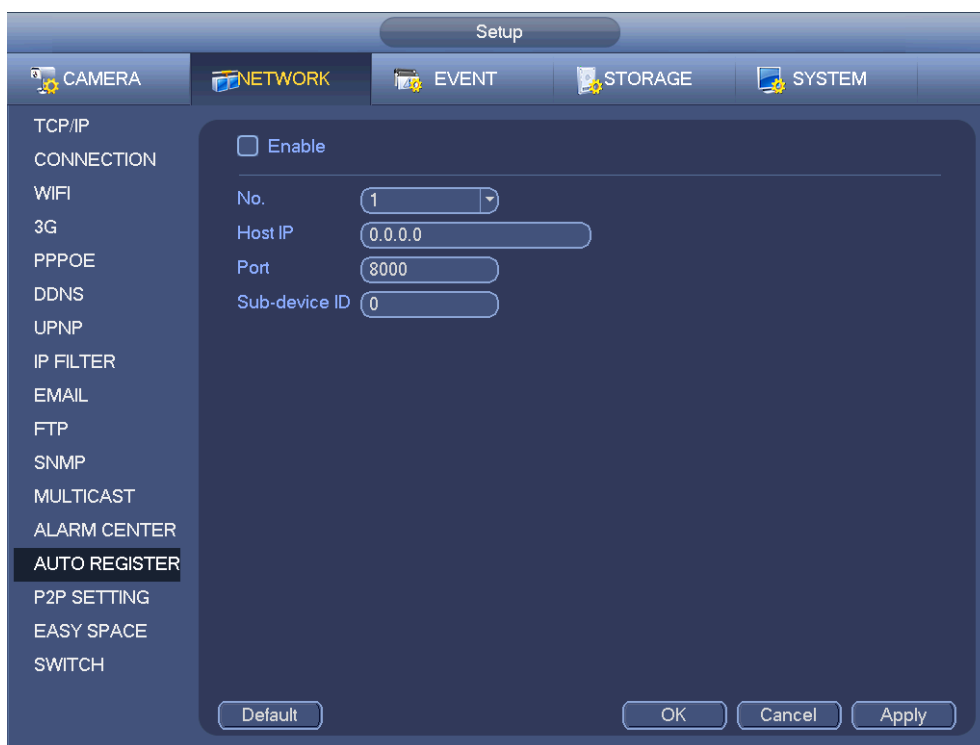 Setup
CAMERA NETWORK EVENT STORAGE SYSTEM
TCP/IP
CONNECTION
WIFI
3G
PPPOE
DDNS
UPNP
IP FILTER
EMAIL
FTP
SNMP
MULTICAST
ALARM CENTER
AUTO REGISTER
P2P SETTING
EASY SPACE
SWITCH
Enable
No. 1
Host IP 0.0.0.0
Port 8000
Sub-device ID 0
Default OK Cancel Apply